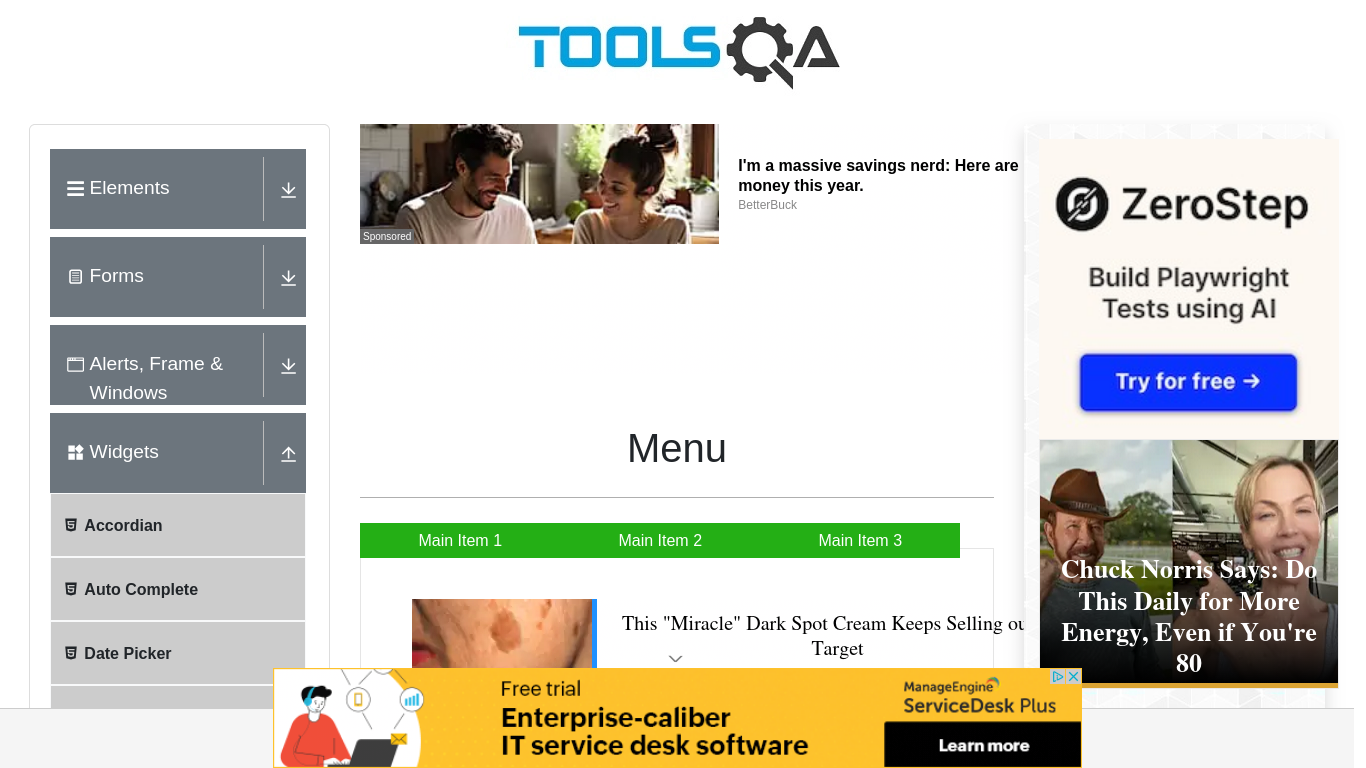 TOOLSQA
Elements
Forms
Alerts, Frame &
Windows
Widgets
Accordian
Auto Complete
Date Picker
Sponsored
I'm a massive savings nerd: Here are
money this year.
BetterBuck
Menu
Main Item 1
Main Item 2
Main Item 3
This "Miracle" Dark Spot Cream Keeps Selling ou
Target
ZeroStep
Build Playwright
Tests using AI
Try for free →
Chuck Norris Says: Do
This Daily for More
Energy, Even if You're
80
Free trial
Enterprise-caliber
IT service desk software
ManageEngine
ServiceDesk Plus
Learn more